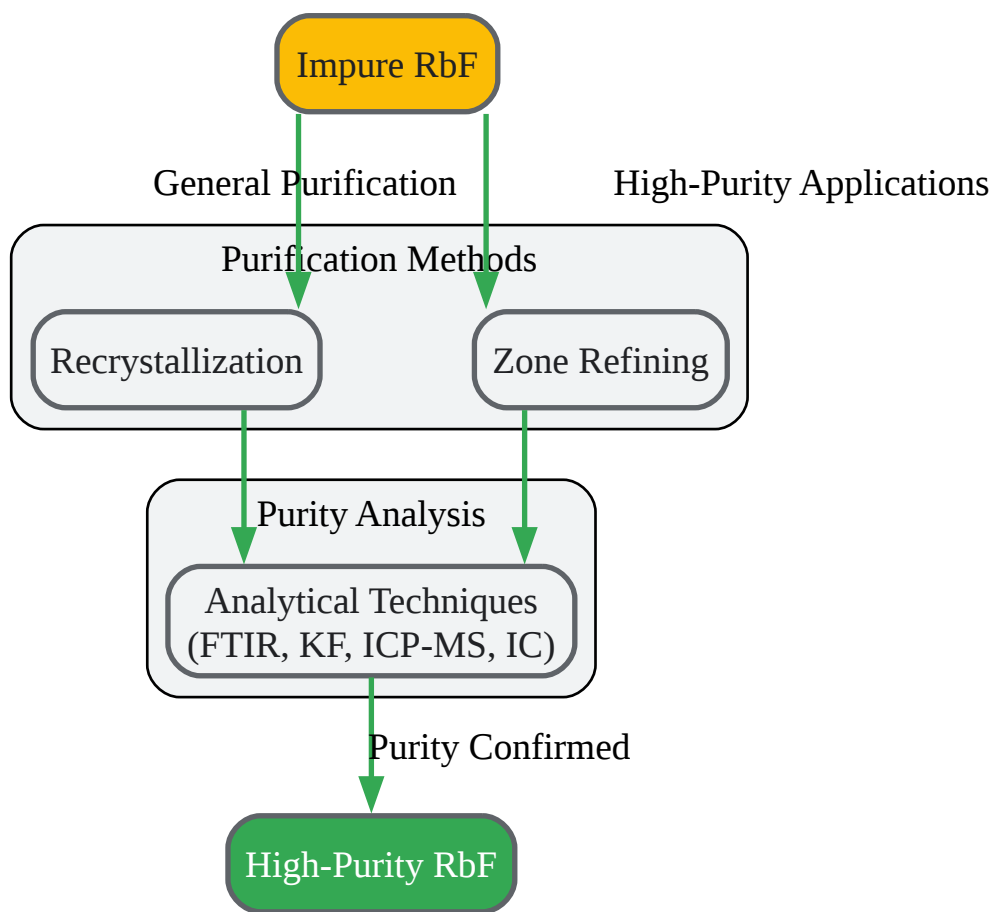 Impure RbF
General Purification
High-Purity Applications
Purification Methods
Recrystallization
Zone Refining
Purity Analysis
Analytical Techniques
(FTIR, KF, ICP-MS, IC)
Purity Confirmed
High-Purity RbF